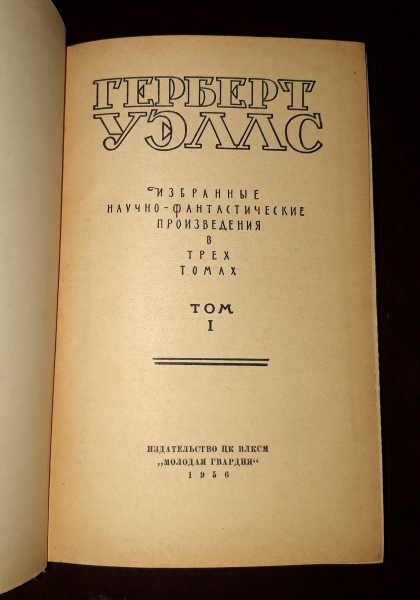 ГЕРБЕРТ
УЭЛЛС
ИЗБРАННЫЕ
НАУЧНО-ФАНТАСТИЧЕСКИЕ
ПРОИЗВЕДЕНИЯ
В
ТРЕХ
ТОМАХ
ТОМ
I
ИЗДАТЕЛЬСТВО ЦК ВЛКСМ
„МОЛОДАЯ ГВАРДИЯ“
1956